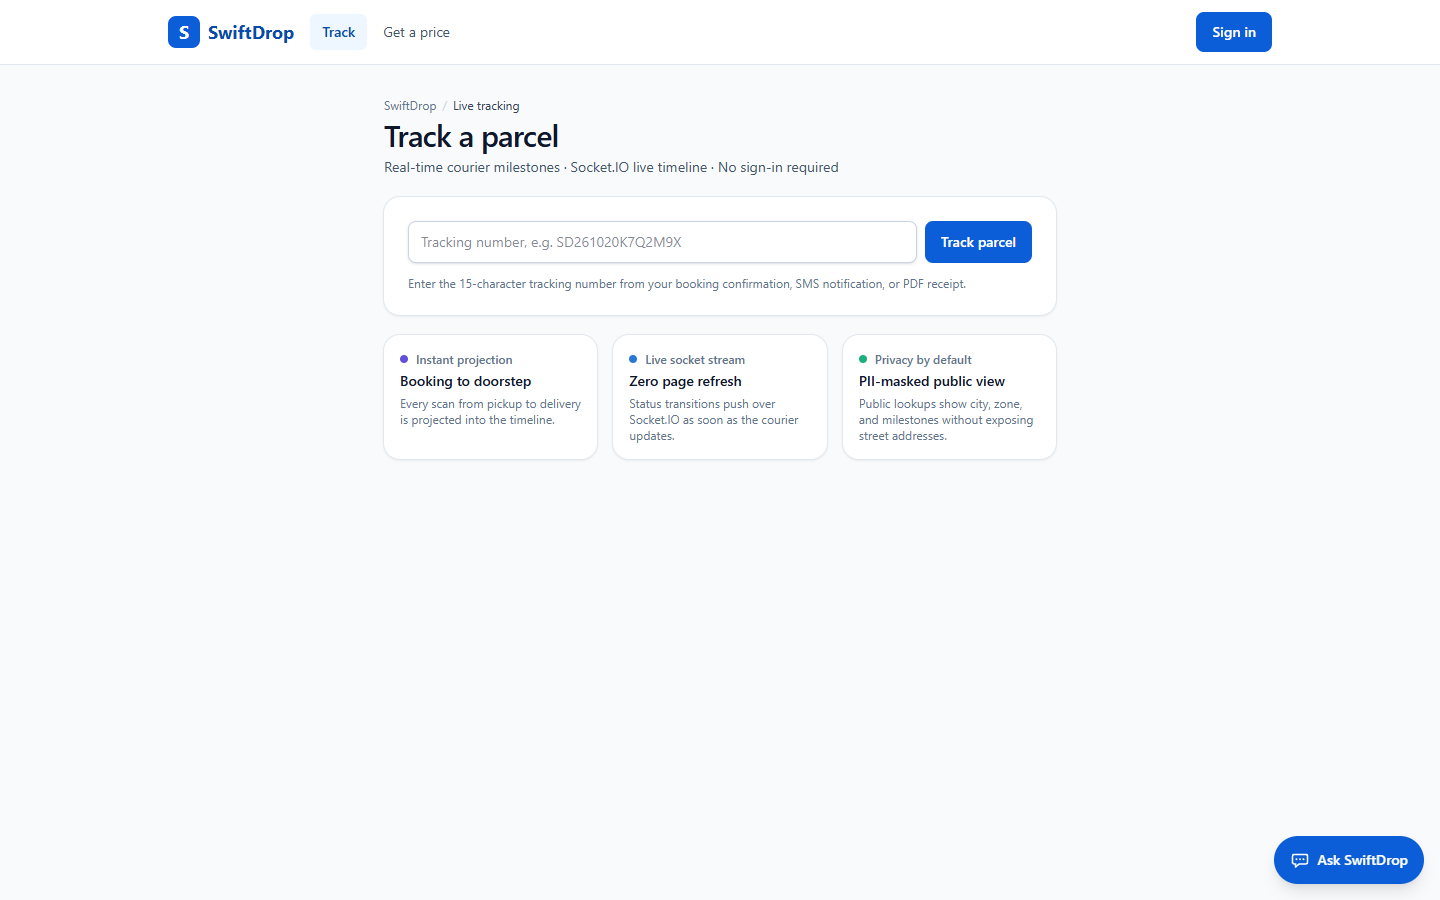 S SwiftDrop Track Get a price Sign in
SwiftDrop / Live tracking
Track a parcel
Real-time courier milestones · Socket.IO live timeline · No sign-in required
Tracking number, e.g. SD261020K7Q2M9X Track parcel
Enter the 15-character tracking number from your booking confirmation, SMS notification, or PDF receipt.
Instant projection
Booking to doorstep
Every scan from pickup to delivery
is projected into the timeline.
Live socket stream
Zero page refresh
Status transitions push over
Socket.IO as soon as the courier
updates.
Privacy by default
PII-masked public view
Public lookups show city, zone,
and milestones without exposing
street addresses.
Ask SwiftDrop